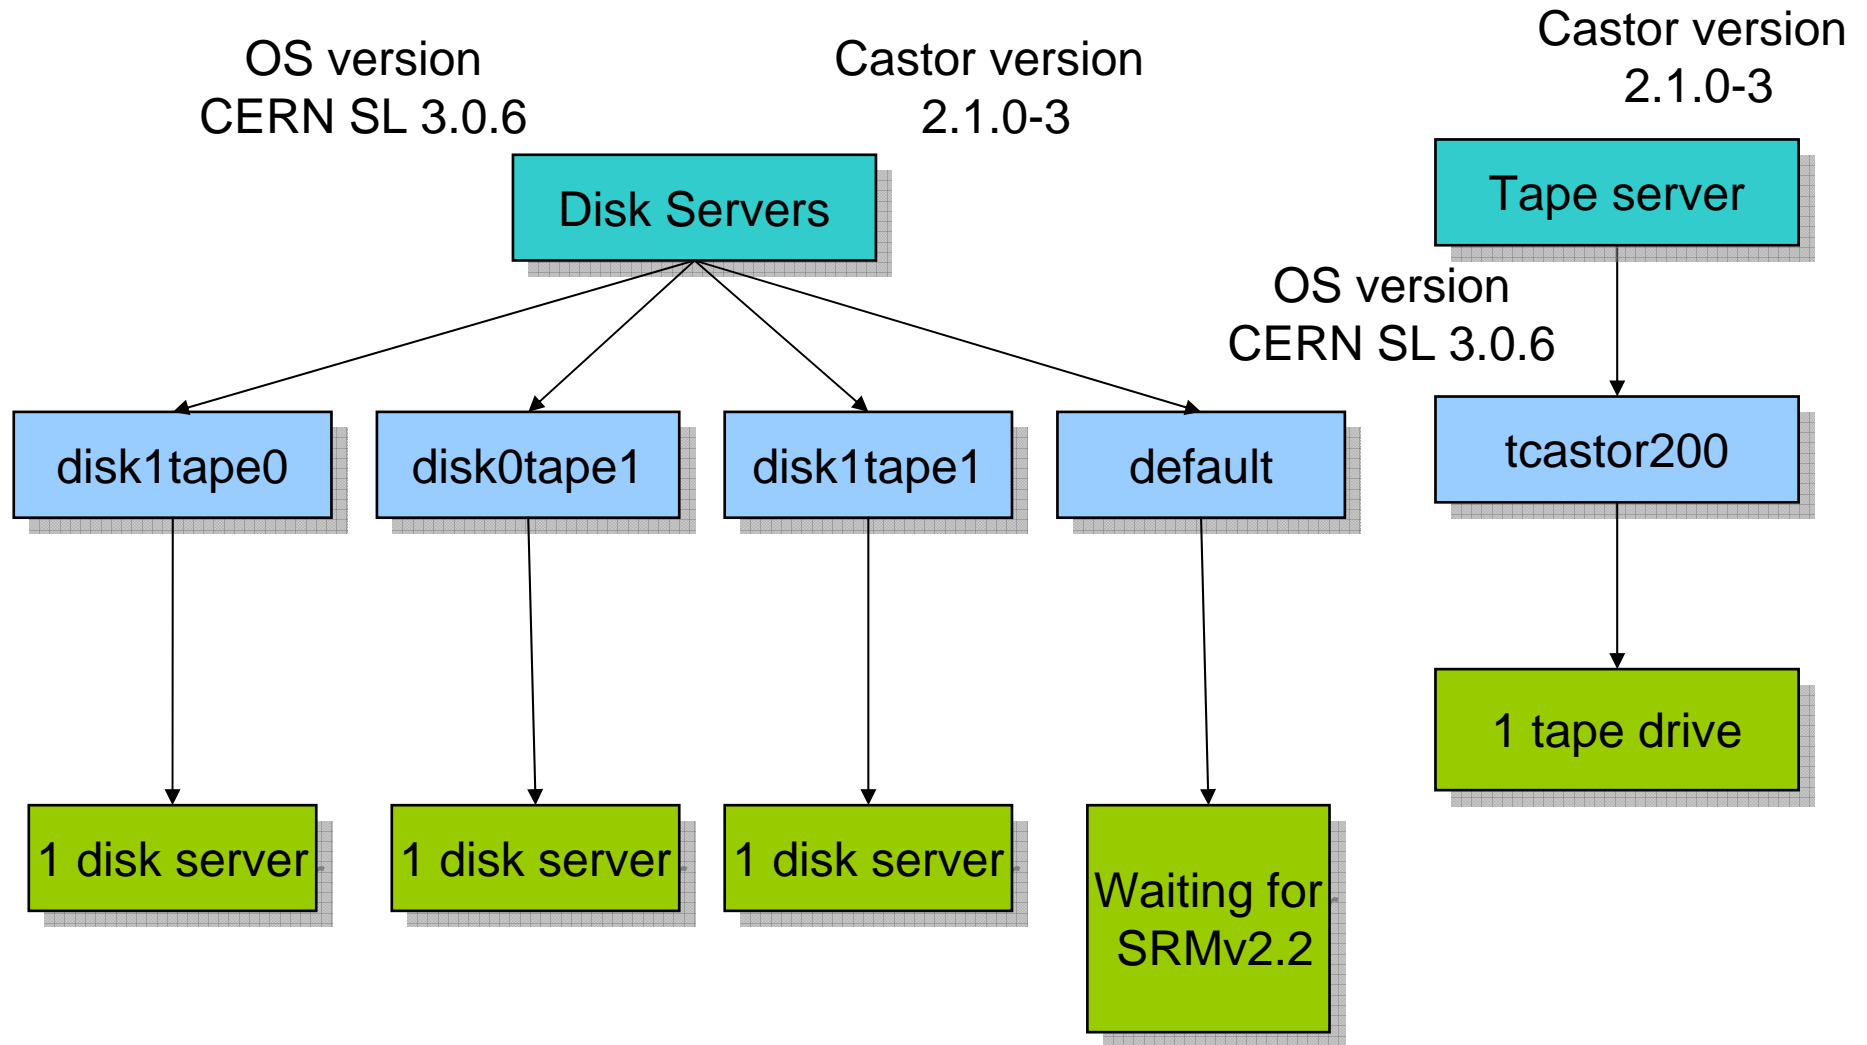 OS version
CERN SL 3.0.6
Castor version
2.1.0-3
Castor version
2.1.0-3
Disk Servers
Tape server
OS version
CERN SL 3.0.6
disk1tape0
disk0tape1
disk1tape1
default
tcastor200
1 tape drive
1 disk server
1 disk server
1 disk server
Waiting for
SRMv2.2